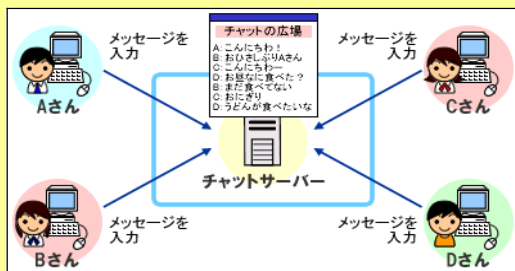 チャットの広場
A:こんにちわ!
B:おひさしぶりAさん
C:こんにちわー
D:お昼なに食べた?
B:まだ食べてない
C:おにぎり
D:うどんが食べたいな
メッセージを
入力
Aさん
メッセージを
入力
Cさん
チャットサーバー
メッセージを
入力
Bさん
メッセージを
入力
Dさん